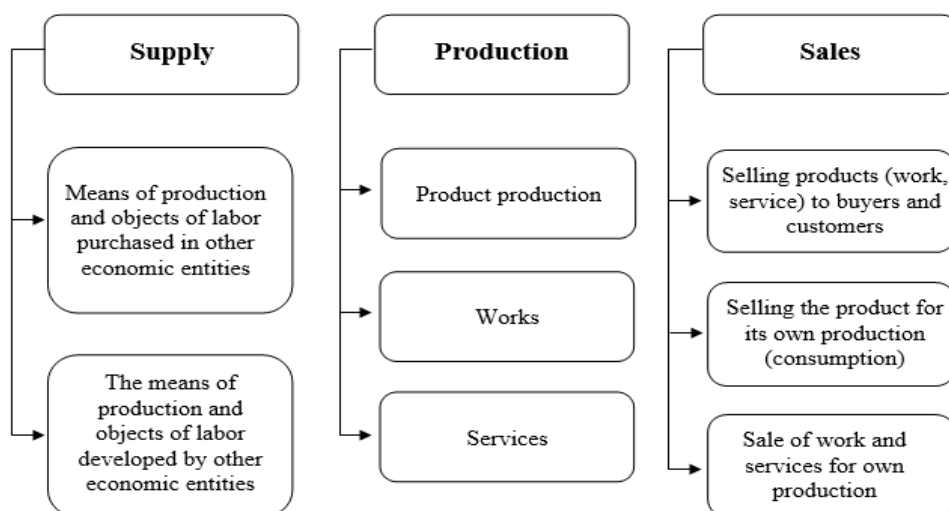 Supply
Means of production
and objects of labor
purchased in other
economic entities
The means of
production and
objects of labor
developed by other
economic entities
Production
Product production
Works
Services
Sales
Selling products (work,
service) to buyers and
customers
Selling the product for
its own production
(consumption)
Sale of work and
services for own
production